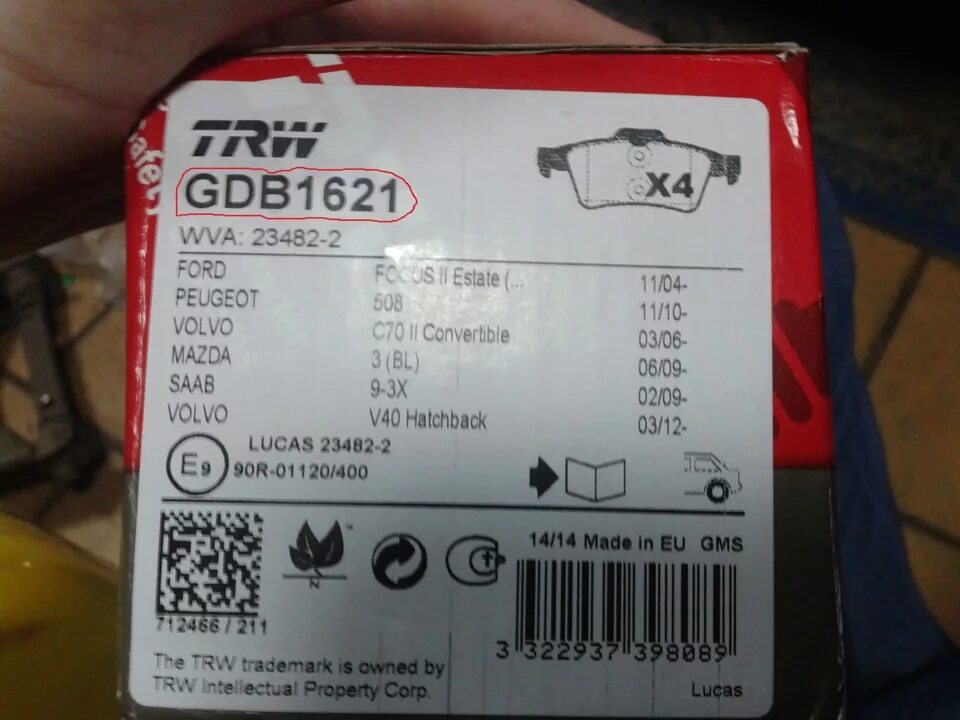 TRW
GDB1621
X4
WVA: 23482-2
FORD FOCUS II Estate (... 11/04-
PEUGEOT 508 11/10-
VOLVO C70 II Convertible 03/06-
MAZDA 3 (BL) 06/09-
SAAB 9-3X 02/09-
VOLVO V40 Hatchback 03/12-
E9
LUCAS 23482-2
90R-01120/400
14/14 Made in EU GMS
N
712466 / 211
3 322937 398089
The TRW trademark is owned by
TRW Intellectual Property Corp.
Lucas